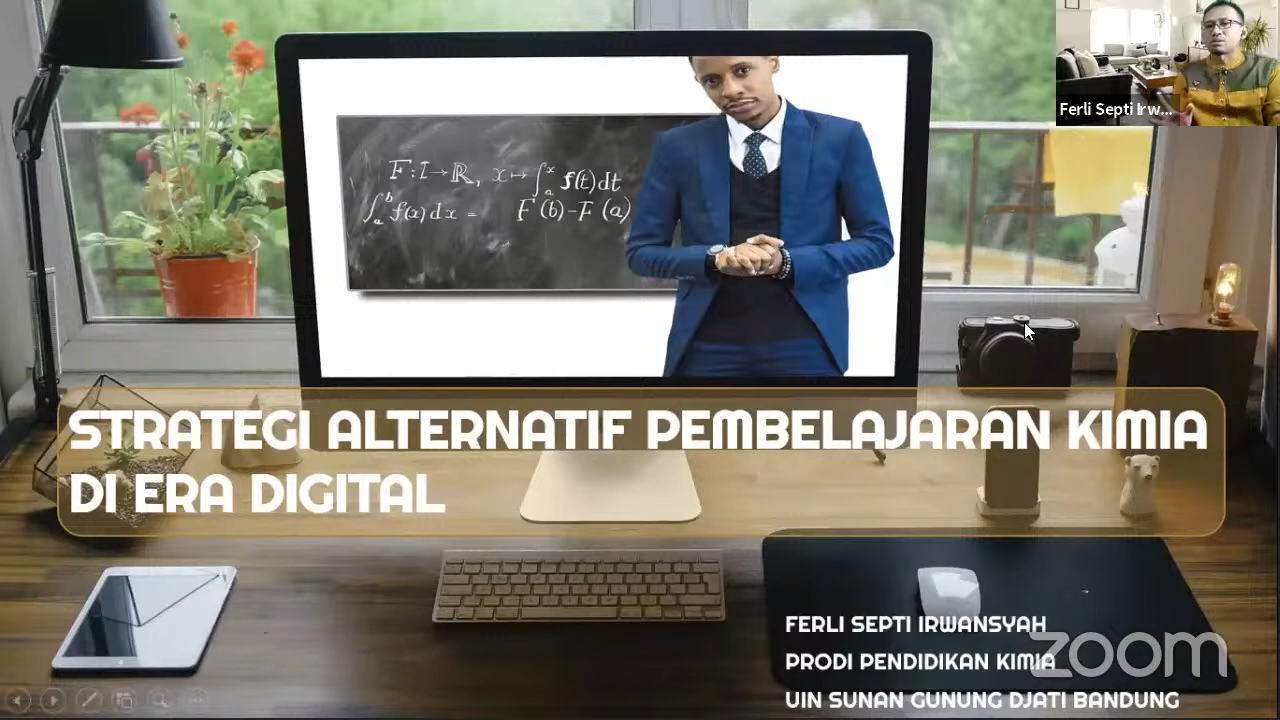 Ferli Septi Irw...
F : I → ℝ, x ↦ ∫ₐˣ f(t)dt
∫ₐᵇ f(x) dx = F(b) - F(a)
STRATEGI ALTERNATIF PEMBELAJARAN KIMIA
DI ERA DIGITAL
FERLI SEPTI IRWANSYAH
PRODI PENDIDIKAN KIMIA
UIN SUNAN GUNUNG DJATI BANDUNG
zoom